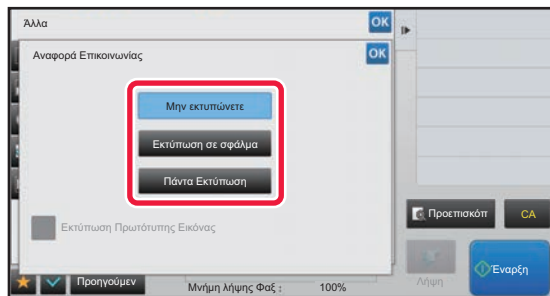 Άλλα
OK
Αναφορά Επικοινωνίας
OK
Μην εκτυπώνετε
Εκτύπωση σε σφάλμα
Πάντα Εκτύπωση
Εκτύπωση Πρωτότυπης Εικόνας
Προεπισκόπ
CA
Προηγούμεν
Μνήμη λήψης Φαξ : 100%
Λήψη
Έναρξη